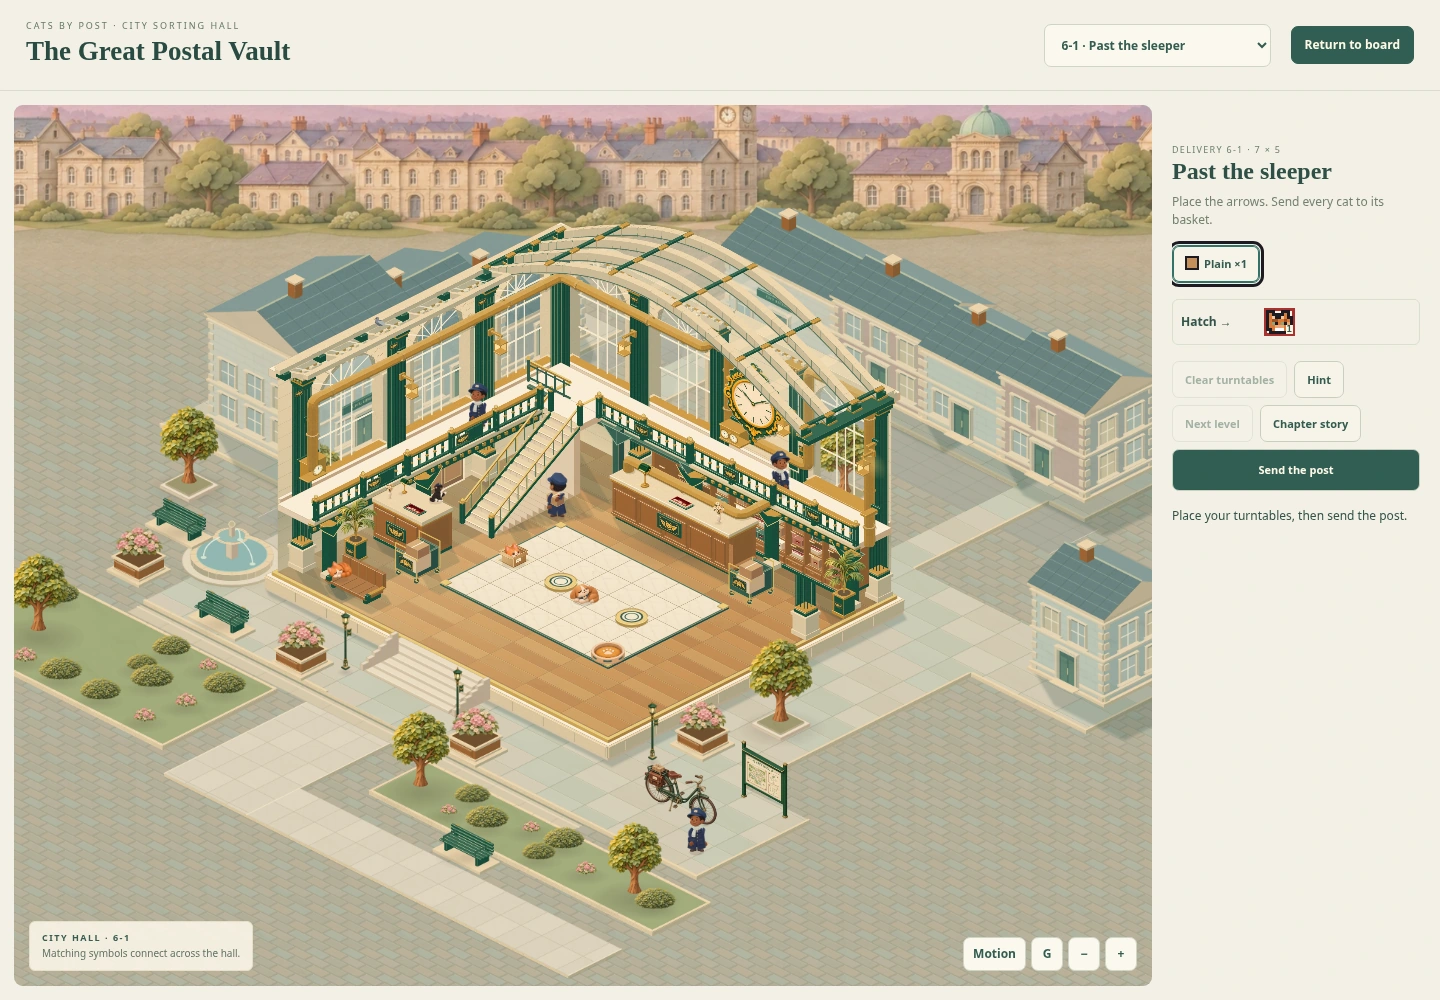 CATS BY POST · CITY SORTING HALL
The Great Postal Vault
6-1 · Past the sleeper
Return to board
DELIVERY 6-1 · 7 × 5
Past the sleeper
Place the arrows. Send every cat to its
basket.
Plain ×1
Hatch →
1
Clear turntables
Hint
Next level
Chapter story
Send the post
Place your turntables, then send the post.
CITY HALL · 6-1
Matching symbols connect across the hall.
Motion
G
−
+